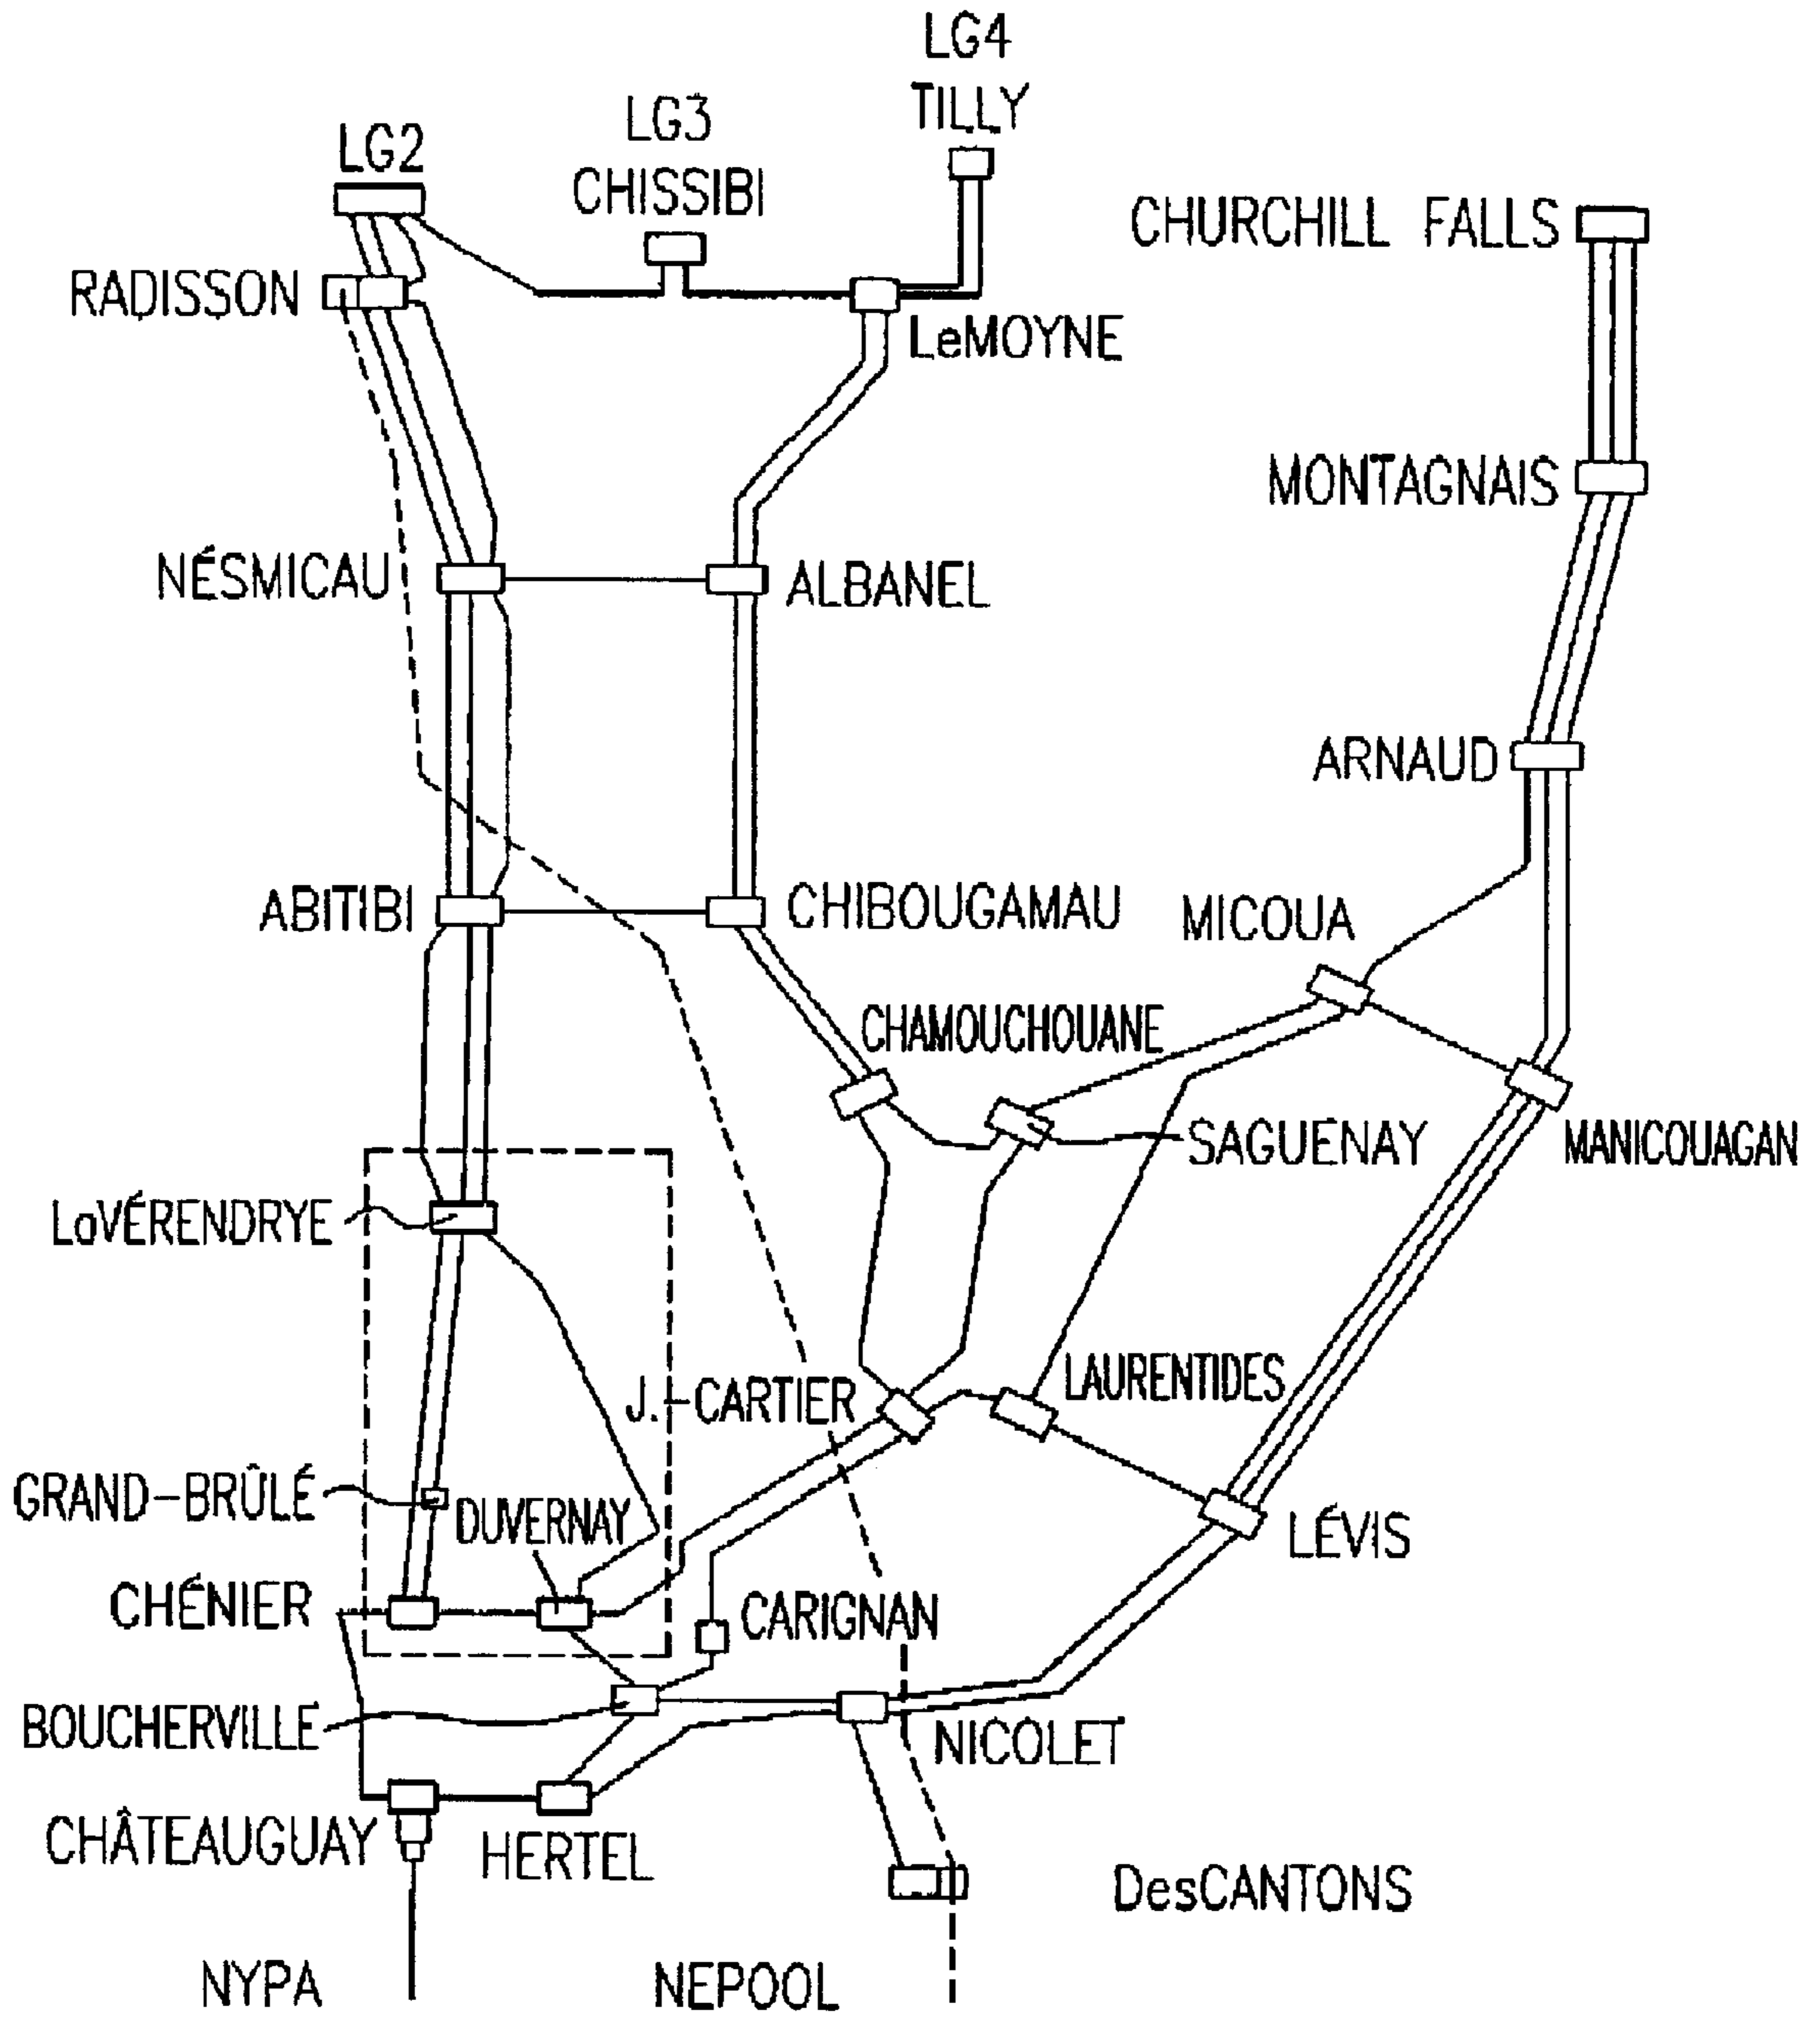 LG4
TILLY
LG3
CHISSIBI
LG2
CHURCHILL FALLS
RADISSON
LeMOYNE
MONTAGNAIS
NÉSMICAU
ALBANEL
ARNAUD
ABITIBI
CHIBOUGAMAU
MICOUA
CHAMOUCHOUANE
SAGUENAY
MANICOUAGAN
LaVÉRENDRYE
LAURENTIDES
J.-CARTIER
GRAND-BRÛLÉ
DUVERNAY
LÉVIS
CHÉNIER
CARIGNAN
BOUCHERVILLE
NICOLET
CHÂTEAUGUAY
HERTEL
DesCANTONS
NYPA
NEPOOL